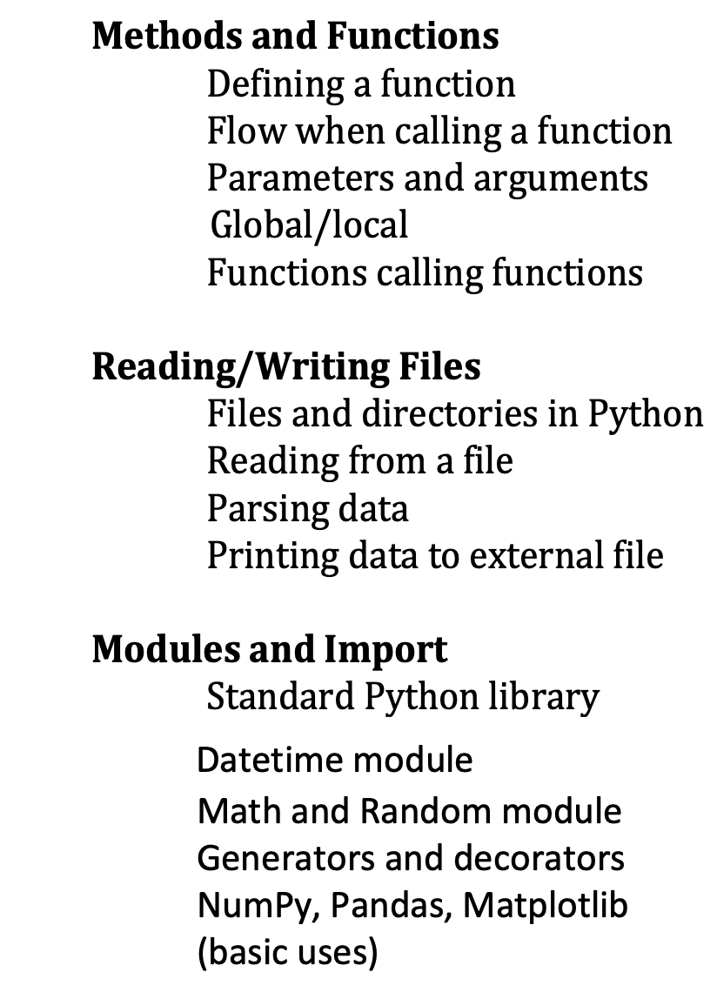 Methods and Functions
Defining a function
Flow when calling a function
Parameters and arguments
Global/local
Functions calling functions
Reading/Writing Files
Files and directories in Python
Reading from a file
Parsing data
Printing data to external file
Modules and Import
Standard Python library
Datetime module
Math and Random module
Generators and decorators
NumPy, Pandas, Matplotlib
(basic uses)